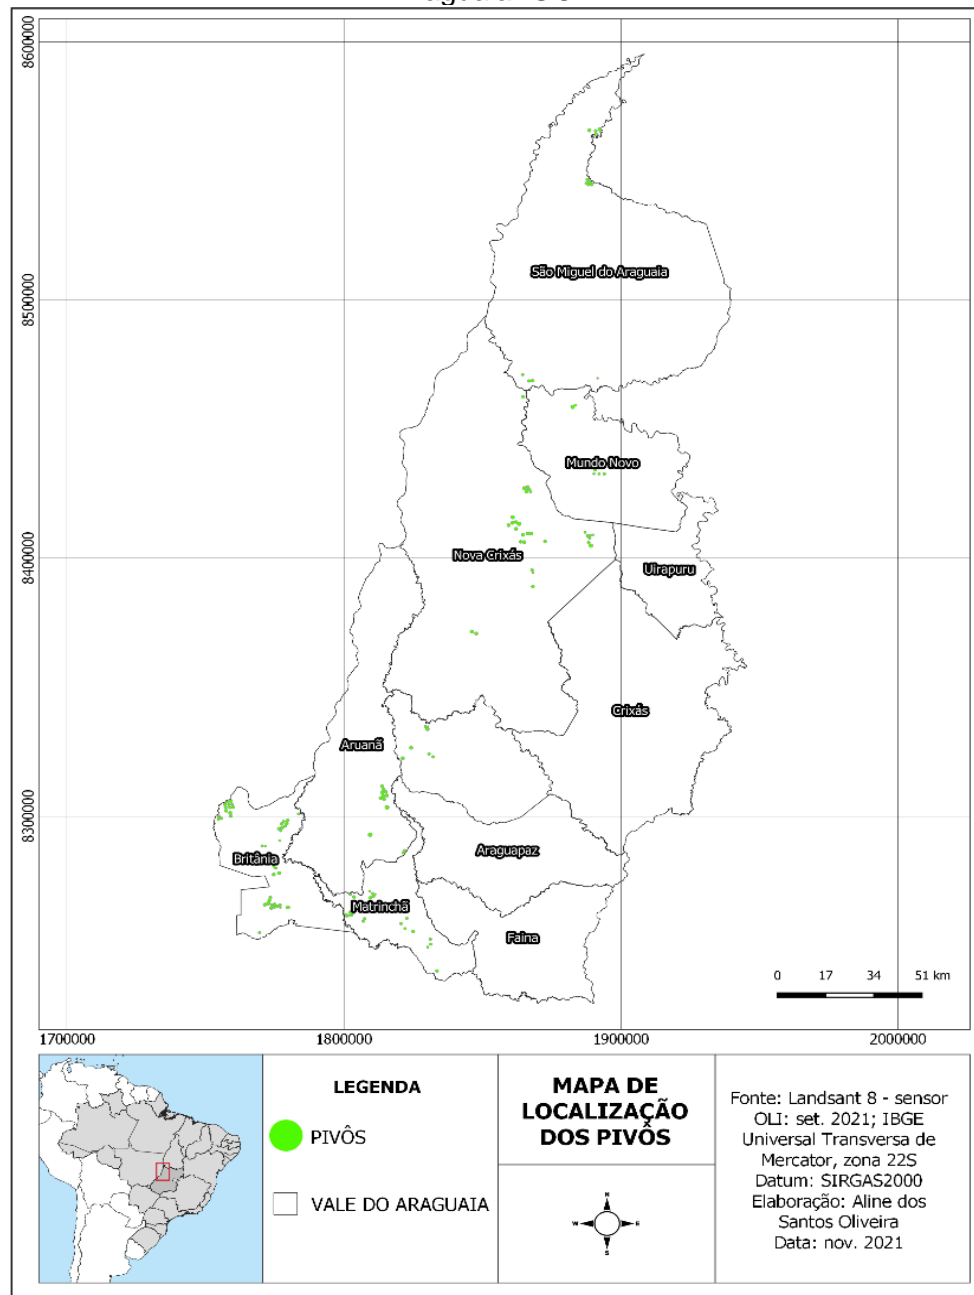 8600000
São Miguel do Araguaia
8500000
Mundo Novo
Nova Crixás
8400000
Uirapuru
Crixás
Aruanã
8300000
Araguapaz
Britânia
Matrinchã
Faina
0 17 34 51 km
1700000 1800000 1900000 2000000
LEGENDA
PIVÔS
VALE DO ARAGUAIA
MAPA DE
LOCALIZAÇÃO
DOS PIVÔS
N
W E
S
Fonte: Landsant 8 - sensor
OLI: set. 2021; IBGE
Universal Transversa de
Mercator, zona 22S
Datum: SIRGAS2000
Elaboração: Aline dos
Santos Oliveira
Data: nov. 2021